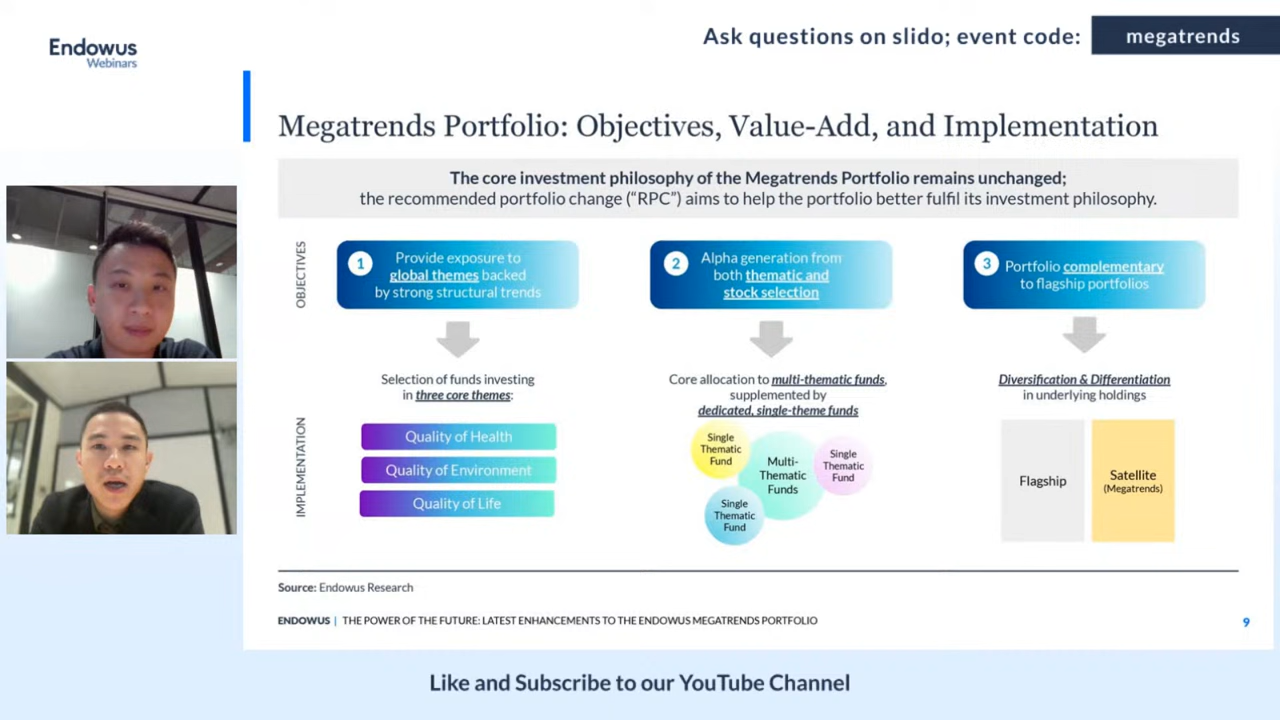 Endowus
Webinars
Ask questions on slido; event code:
megatrends
Megatrends Portfolio: Objectives, Value-Add, and Implementation
The core investment philosophy of the Megatrends Portfolio remains unchanged;
the recommended portfolio change (“RPC”) aims to help the portfolio better fulfil its investment philosophy.
OBJECTIVES
1
Provide exposure to
global themes backed
by strong structural trends
2
Alpha generation from
both thematic and
stock selection
3
Portfolio complementary
to flagship portfolios
IMPLEMENTATION
Selection of funds investing
in three core themes:
Quality of Health
Quality of Environment
Quality of Life
Core allocation to multi-thematic funds,
supplemented by
dedicated, single-theme funds
Single
Thematic
Fund
Multi-
Thematic
Funds
Single
Thematic
Fund
Single
Thematic
Fund
Diversification & Differentiation
in underlying holdings
Flagship
Satellite
(Megatrends)
Source: Endowus Research
ENDOWUS | THE POWER OF THE FUTURE: LATEST ENHANCEMENTS TO THE ENDOWUS MEGATRENDS PORTFOLIO
9
Like and Subscribe to our YouTube Channel